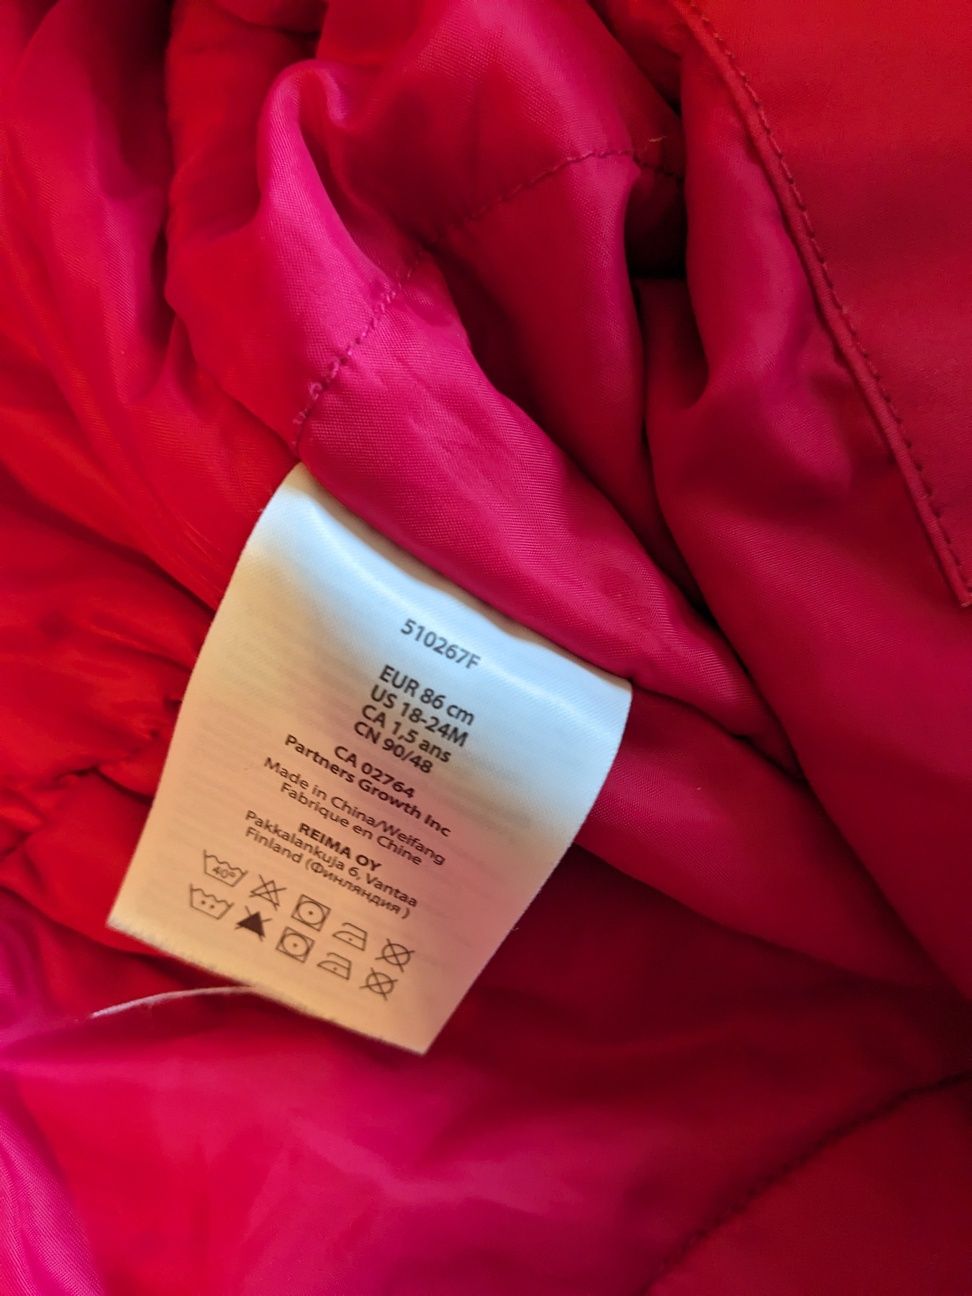 510267F
EUR 86 cm
US 18-24M
CA 1,5 ans
CN 90/48
CA 02764
Partners Growth Inc
Made in China/Weifang
Fabrique en Chine
REIMA OY
Pakkalankuja 6, Vantaa
Finland (Финляндия)
40°